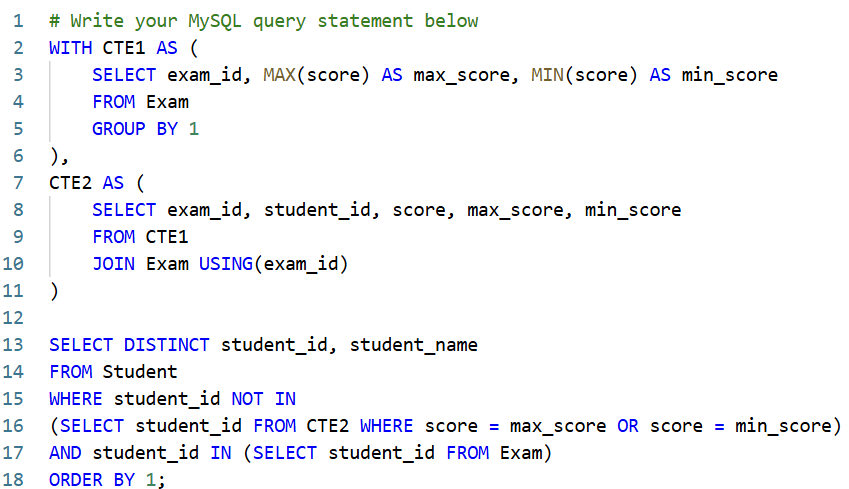 1 # Write your MySQL query statement below
2 WITH CTE1 AS (
3     SELECT exam_id, MAX(score) AS max_score, MIN(score) AS min_score
4     FROM Exam
5     GROUP BY 1
6 ),
7 CTE2 AS (
8     SELECT exam_id, student_id, score, max_score, min_score
9     FROM CTE1
10     JOIN Exam USING(exam_id)
11 )
12
13 SELECT DISTINCT student_id, student_name
14 FROM Student
15 WHERE student_id NOT IN
16 (SELECT student_id FROM CTE2 WHERE score = max_score OR score = min_score)
17 AND student_id IN (SELECT student_id FROM Exam)
18 ORDER BY 1;